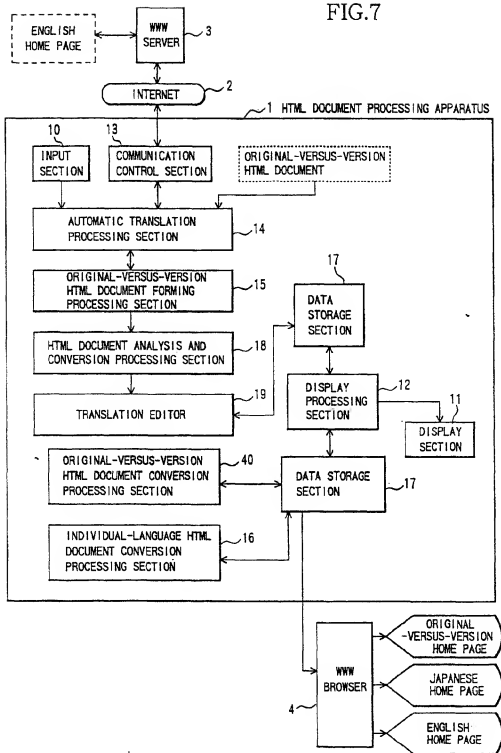 FIG.7
ENGLISH
HOME PAGE
WWW
SERVER
3
INTERNET
2
1 HTML DOCUMENT PROCESSING APPARATUS
10
INPUT
SECTION
13
COMMUNICATION
CONTROL SECTION
ORIGINAL-VERSUS-VERSION
HTML DOCUMENT
AUTOMATIC TRANSLATION
PROCESSING SECTION
14
ORIGINAL-VERSUS-VERSION
HTML DOCUMENT FORMING
PROCESSING SECTION
15
17
DATA
STORAGE
SECTION
HTML DOCUMENT ANALYSIS AND
CONVERSION PROCESSING SECTION
18
DISPLAY
PROCESSING
SECTION
12
TRANSLATION EDITOR
19
11
DISPLAY
SECTION
ORIGINAL-VERSUS-VERSION
HTML DOCUMENT CONVERSION
PROCESSING SECTION
40
DATA STORAGE
SECTION
17
INDIVIDUAL-LANGUAGE HTML
DOCUMENT CONVERSION
PROCESSING SECTION
16
WWW
BROWSER
4
ORIGINAL
-VERSUS-VERSION
HOME PAGE
JAPANESE
HOME PAGE
ENGLISH
HOME PAGE